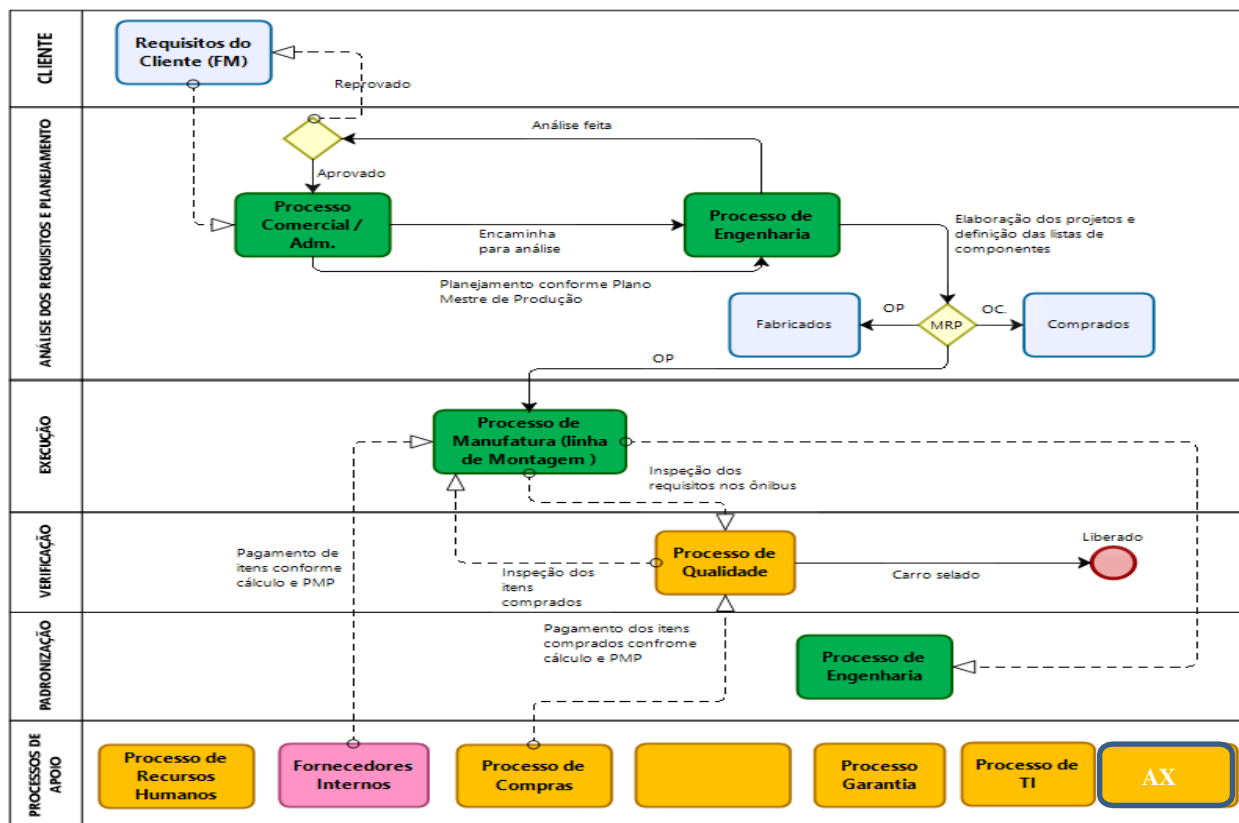 CLIENTE
Requisitos do
Cliente (FM)
Reprovado
ANÁLISE DOS REQUISITOS E PLANEJAMENTO
Análise feita
Aprovado
Processo
Comercial /
Adm.
Encaminha
para análise
Processo de
Engenharia
Elaboração dos projetos e
definição das listas de
componentes
Planejamento conforme Plano
Mestre de Produção
Fabricados
OP
MRP
OC.
Comprados
OP
EXECUÇÃO
Processo de
Manufatura (linha
de Montagem )
Inspeção dos
requisitos nos ônibus
VERIFICAÇÃO
Pagamento de
itens conforme
cálculo e PMP
Inspeção dos
itens
comprados
Processo de
Qualidade
Carro selado
Liberado
PADRONIZAÇÃO
Pagamento dos itens
comprados confrome
cálculo e PMP
Processo de
Engenharia
PROCESSOS DE
APOIO
Processo de
Recursos
Humanos
Fornecedores
Internos
Processo de
Compras
Processo
Garantia
Processo de
TI
AX